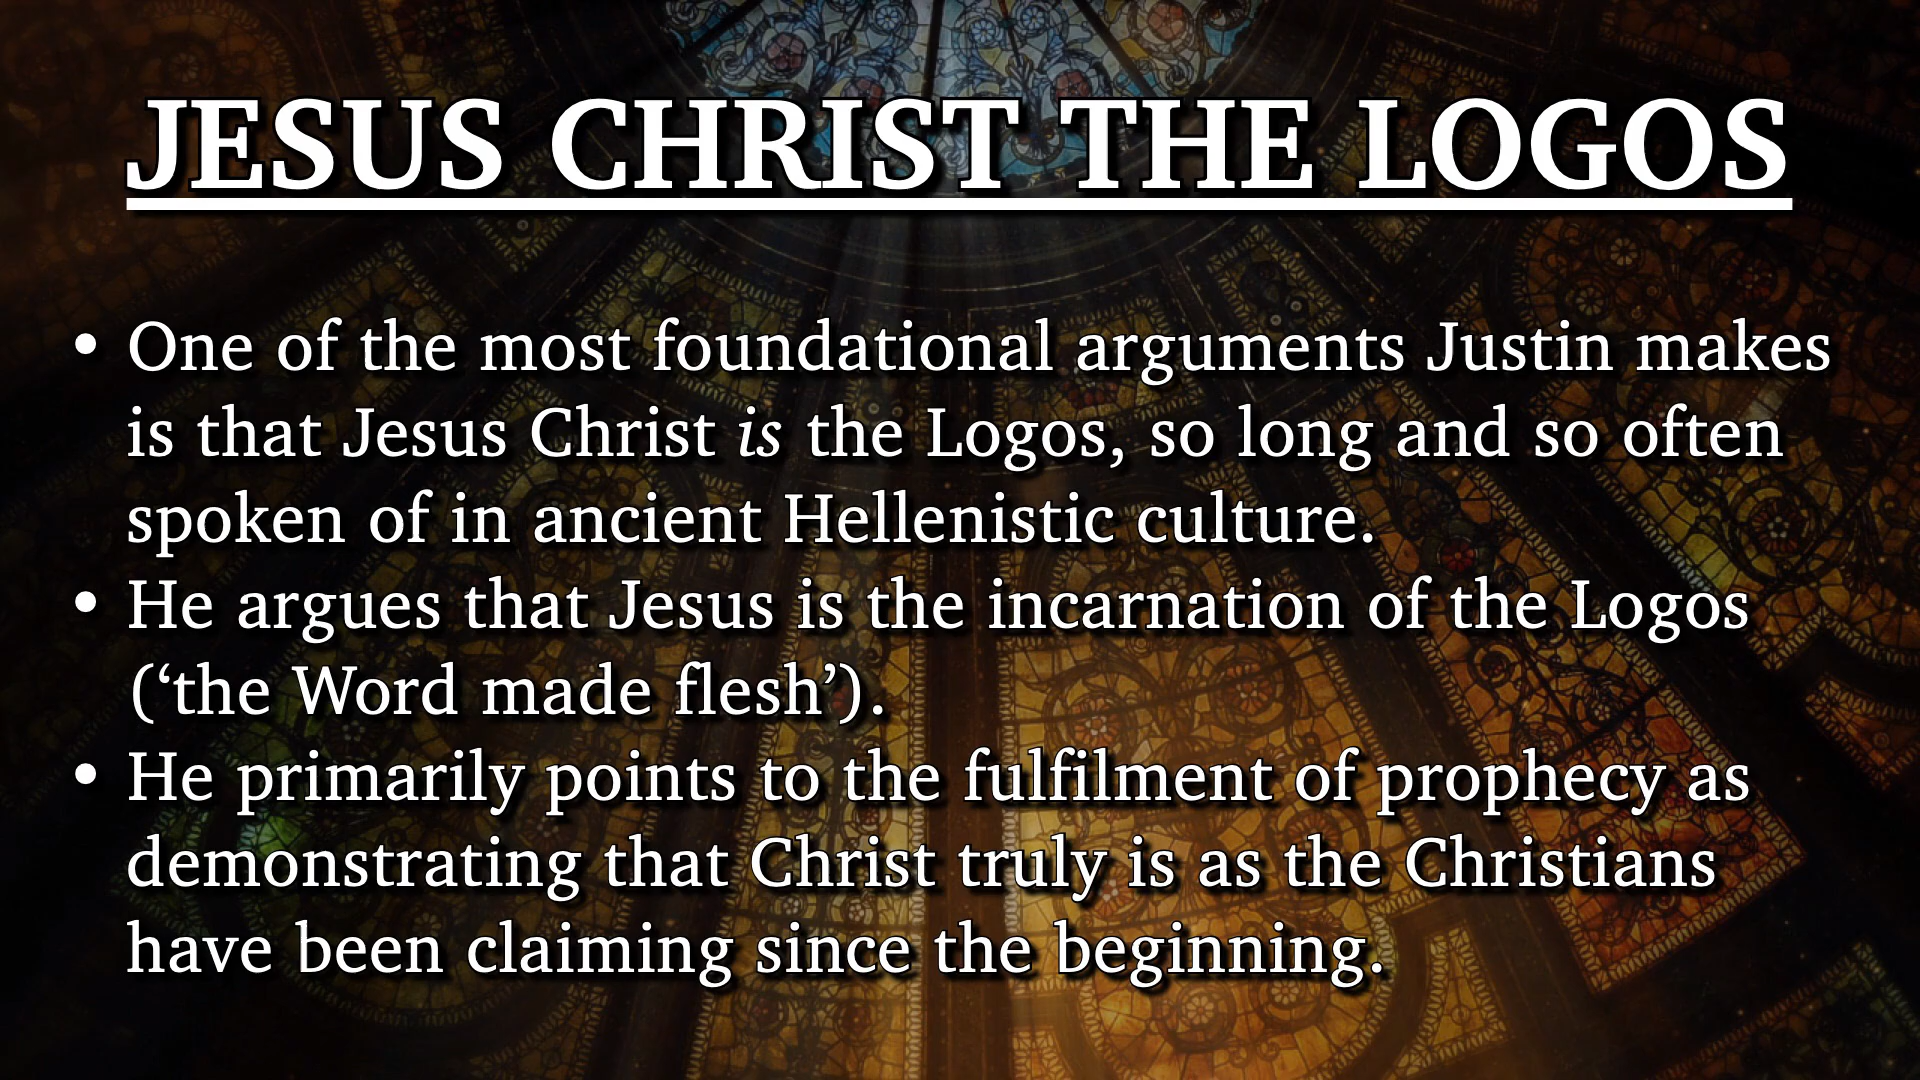 JESUS CHRIST THE LOGOS
• One of the most foundational arguments Justin makes
is that Jesus Christ is the Logos, so long and so often
spoken of in ancient Hellenistic culture.
• He argues that Jesus is the incarnation of the Logos
(‘the Word made flesh’).
• He primarily points to the fulfilment of prophecy as
demonstrating that Christ truly is as the Christians
have been claiming since the beginning.